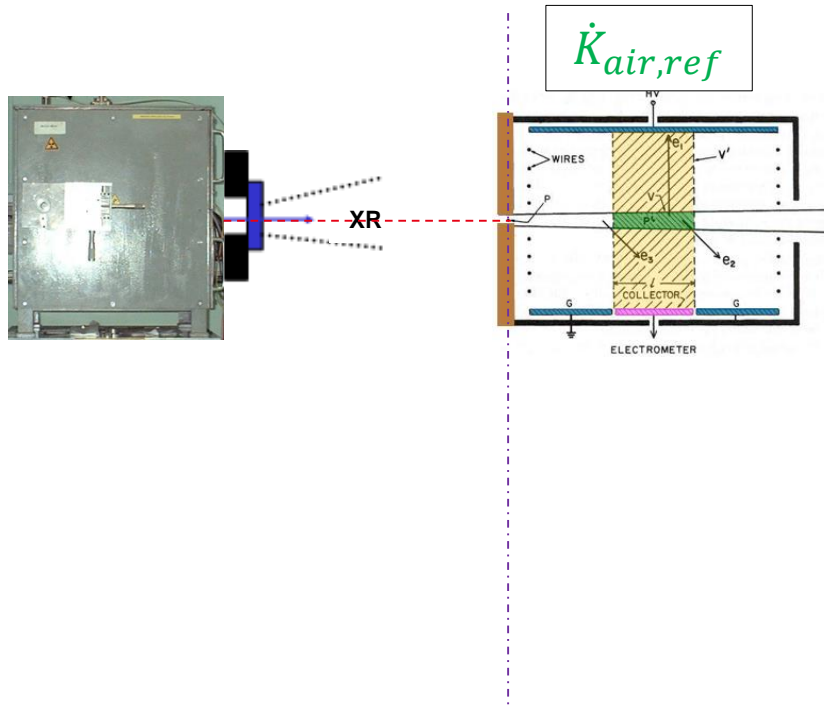 K̇air,ref
HV
e1
V'
WIRES
V
P
P'
XR
e3
e2
l
G
COLLECTOR
G
ELECTROMETER